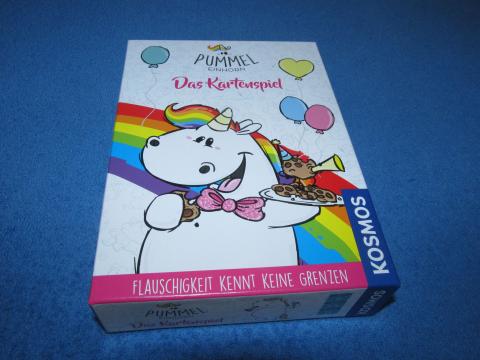 PUMMEL
EINHORN
Das Kartenspiel
KOSMOS
FLAUSCHIGKEIT KENNT KEINE GRENZEN
PUMMEL
Das Kartenspiel
KOSMOS